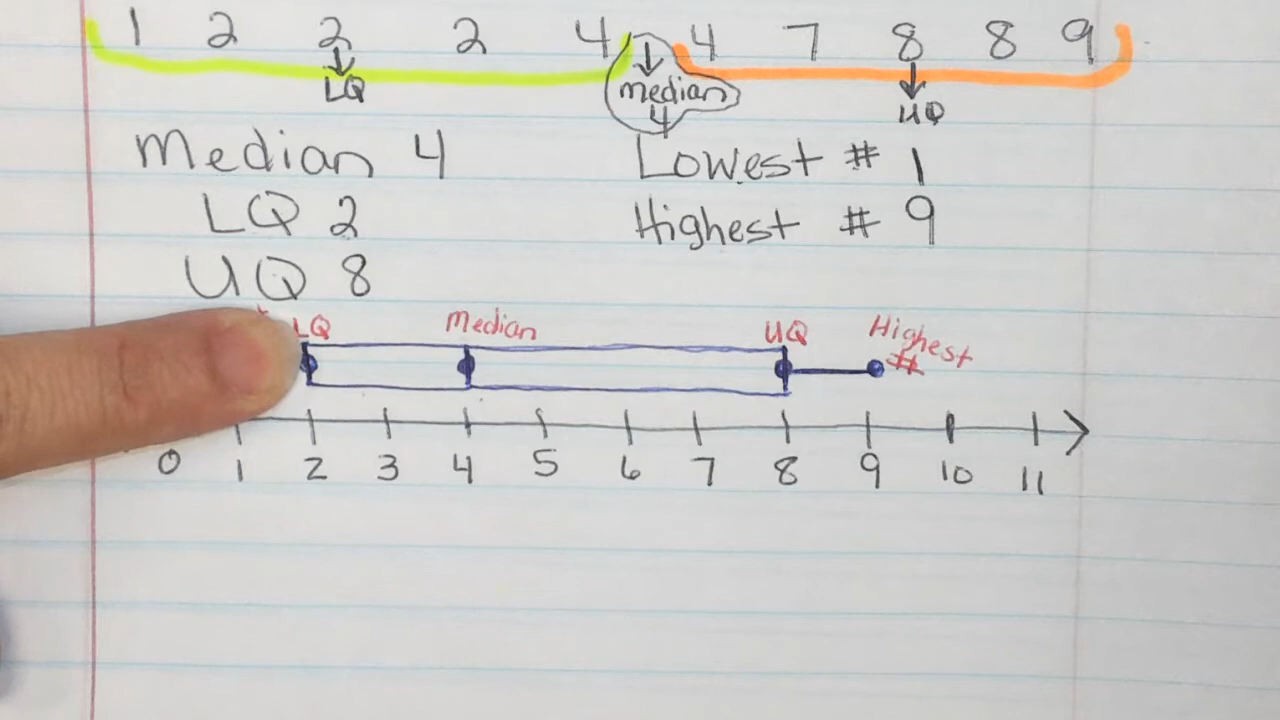 1 2 2 2 4 4 7 8 8 9
LQ median UQ
4
Median 4 Lowest # 1
LQ 2 Highest # 9
UQ 8
LQ Median UQ Highest
#
0 1 2 3 4 5 6 7 8 9 10 11